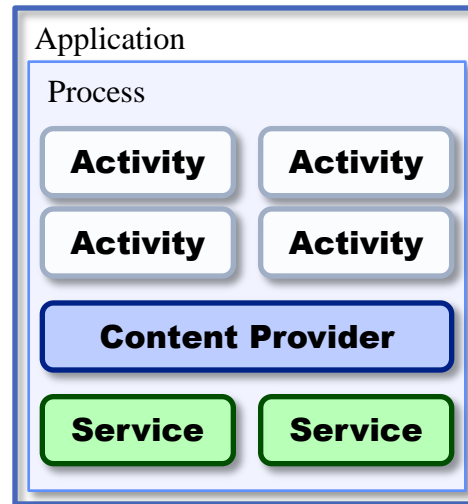 Application
Process
Activity Activity
Activity Activity
Content Provider
Service Service